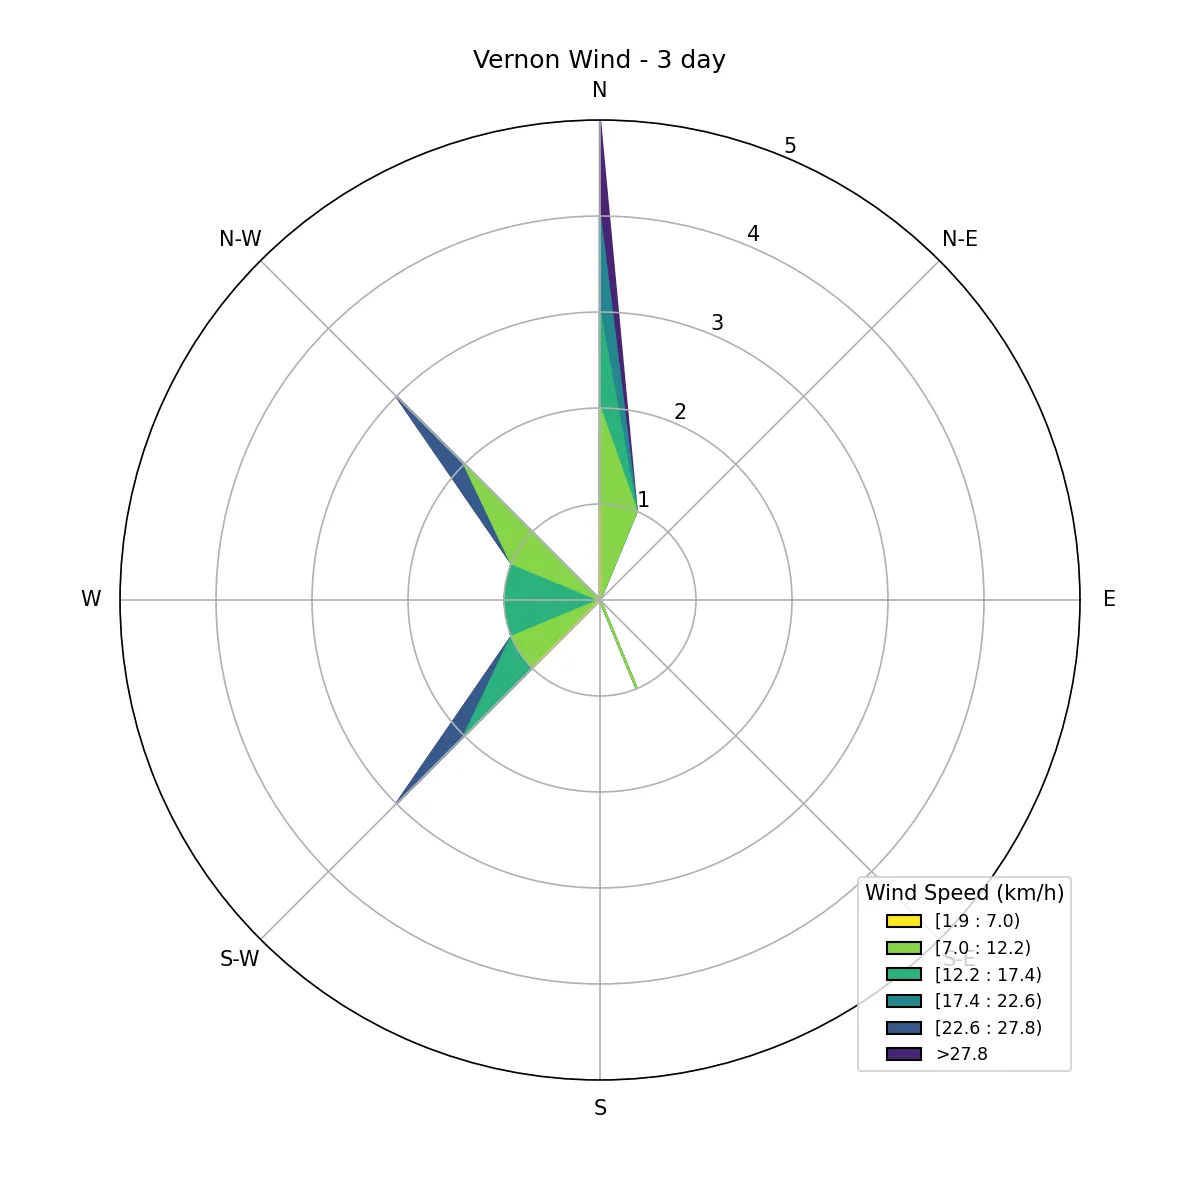 Vernon Wind - 3 day
N
5
N-W
N-E
4
3
2
1
W
E
S-W
S-E
Wind Speed (km/h)
[1.9 : 7.0)
[7.0 : 12.2)
[12.2 : 17.4)
[17.4 : 22.6)
[22.6 : 27.8)
>27.8
S